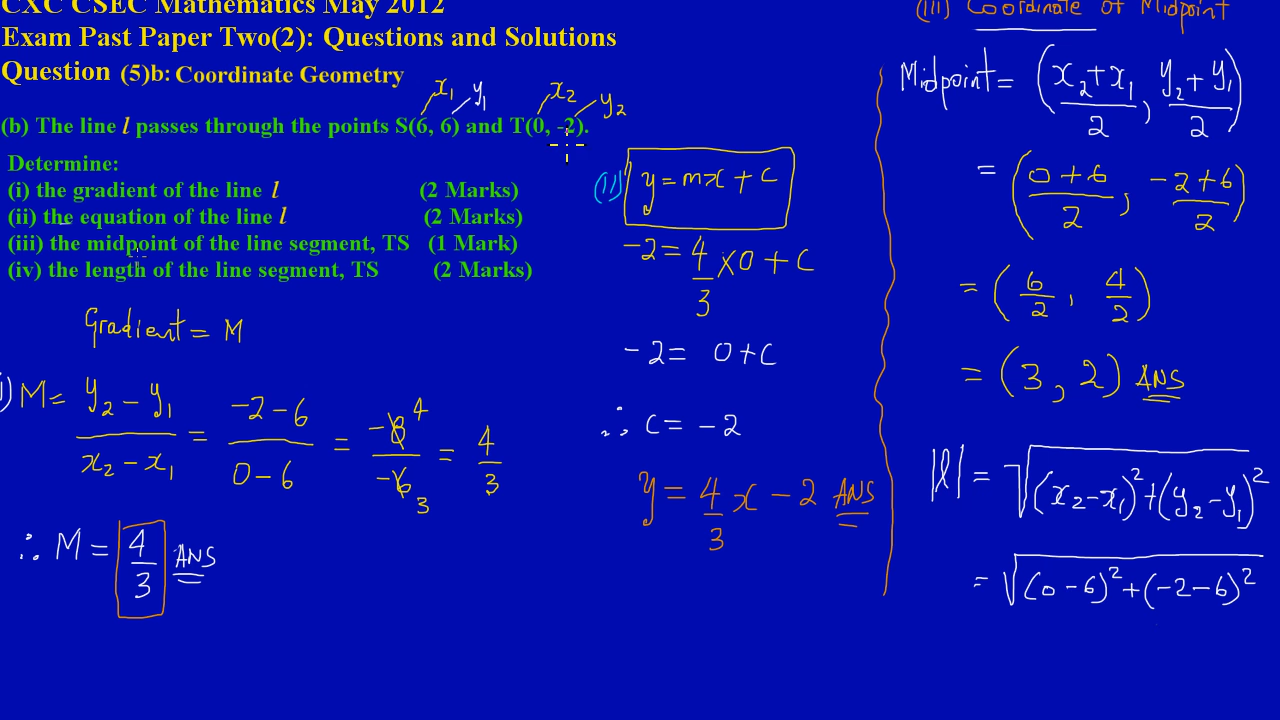 CXC CSEC Mathematics May 2012
Exam Past Paper Two(2): Questions and Solutions
Question (5)b: Coordinate Geometry
x₁ y₁ x₂ y₂
(b) The line l passes through the points S(6, 6) and T(0, -2).
Determine:
(i) the gradient of the line l (2 Marks)
(ii) the equation of the line l (2 Marks)
(iii) the midpoint of the line segment, TS (1 Mark)
(iv) the length of the line segment, TS (2 Marks)
Gradient = M
i) M = (y₂ - y₁)/(x₂ - x₁) = (-2 - 6)/(0 - 6) = -8 4/-6 3 = 4/3
∴ M = 4/3 ANS
(ii) y = mx + c
-2 = 4/3 × 0 + c
-2 = 0 + c
∴ c = -2
y = 4/3 x - 2 ANS
(iii) Coordinate of Midpoint
Midpoint = ((x₂ + x₁)/2, (y₂ + y₁)/2)
= ((0 + 6)/2, (-2 + 6)/2)
= (6/2, 4/2)
= (3, 2) ANS
|l| = √(x₂ - x₁)² + (y₂ - y₁)²
= √(0 - 6)² + (-2 - 6)²